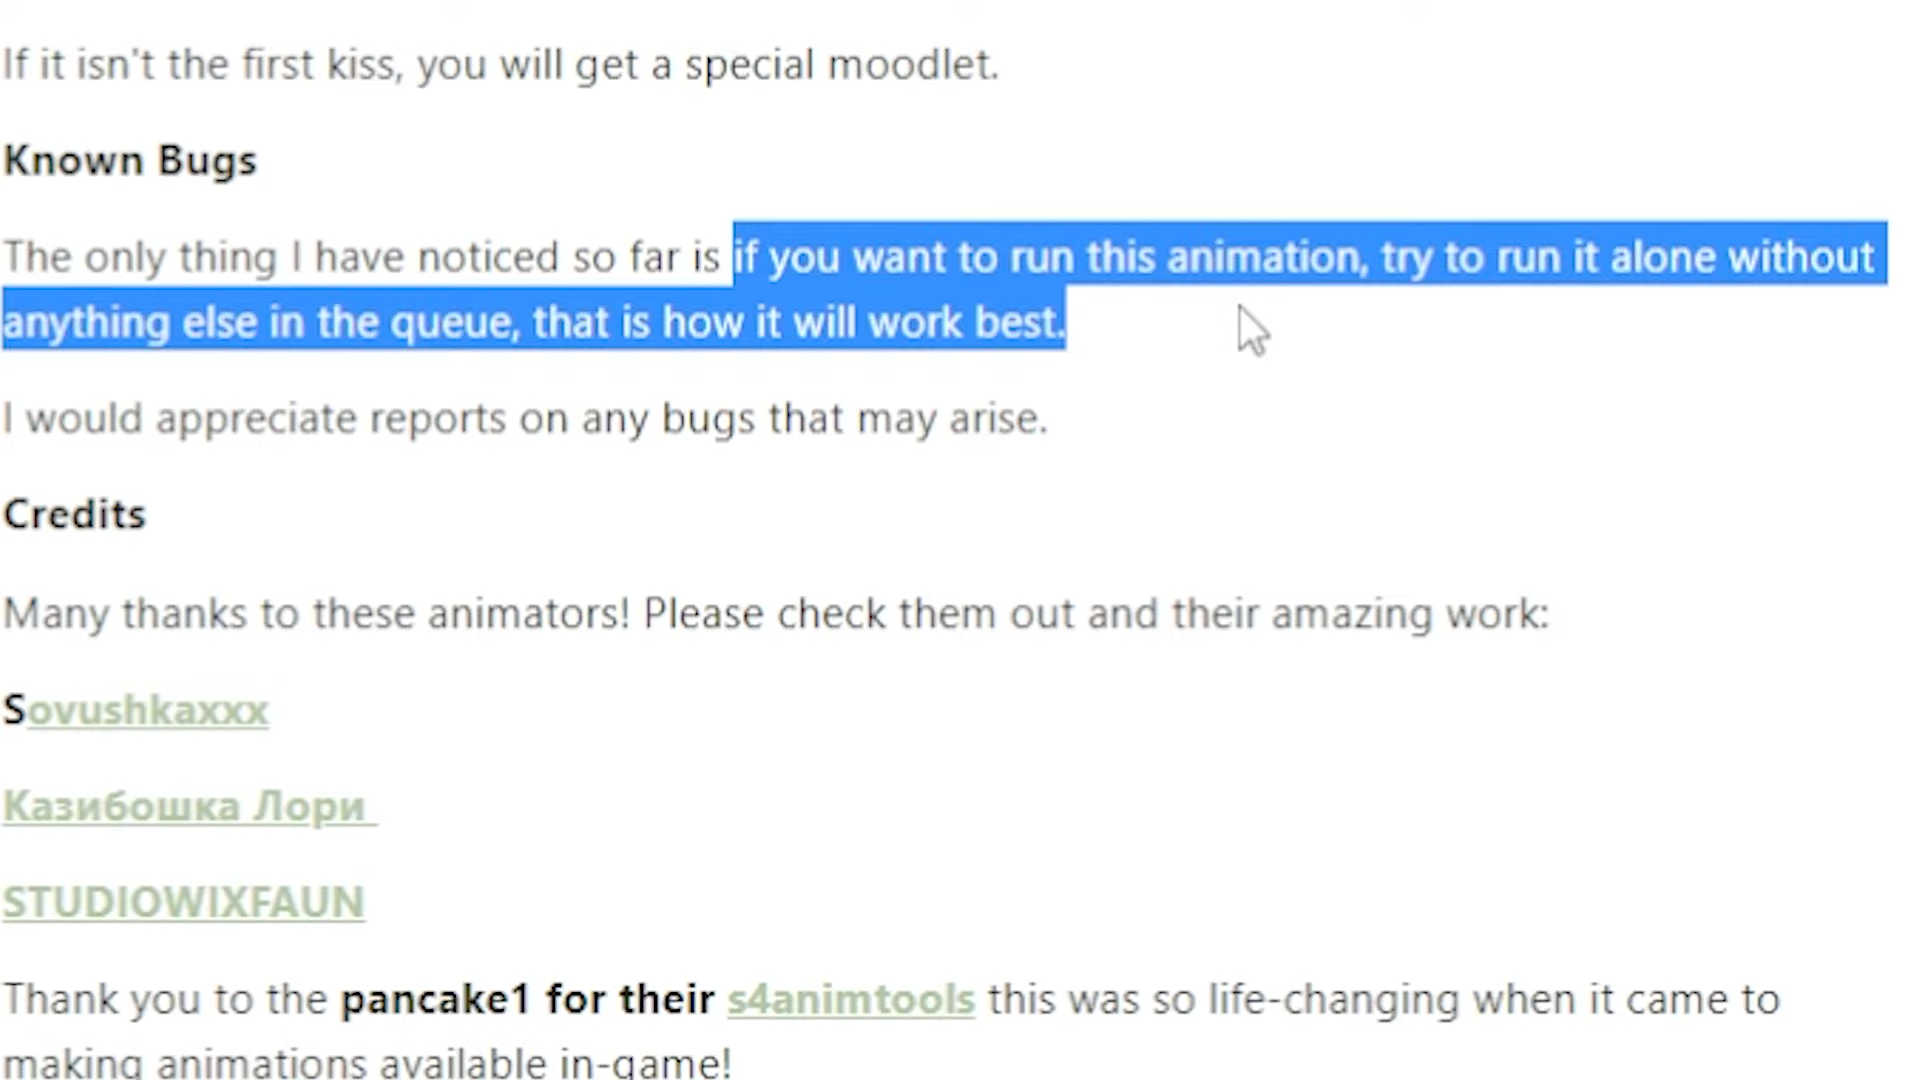 If it isn't the first kiss, you will get a special moodlet.
Known Bugs
The only thing I have noticed so far is if you want to run this animation, try to run it alone without
anything else in the queue, that is how it will work best.
I would appreciate reports on any bugs that may arise.
Credits
Many thanks to these animators! Please check them out and their amazing work:
Sovushkaxxx
Казибошка Лори
STUDIOWIXFAUN
Thank you to the pancake1 for their s4animtools this was so life-changing when it came to
making animations available in-game!